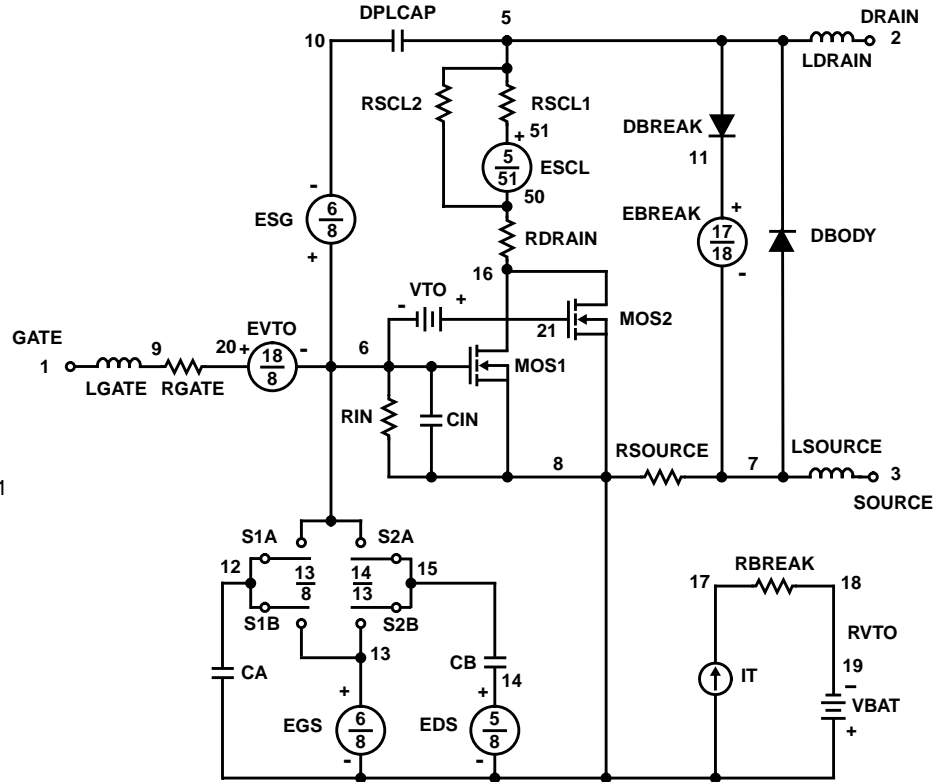 DPLCAP
5
DRAIN
2
10
LDRAIN
RSCL2
RSCL1
51
+
5
51
ESCL
50
DBREAK
11
-
6
8
ESG
+
EBREAK
+
17
18
-
DBODY
RDRAIN
16
- VTO +
21
MOS2
GATE
1
9
20
EVTO
+
18
8
-
6
MOS1
LGATE
RGATE
RIN
CIN
8
RSOURCE
7
LSOURCE
3
SOURCE
1
S1A
S2A
12
13
8
14
13
15
S1B
S2B
13
CA
CB
14
+
EGS
6
8
-
+
EDS
5
8
-
RBREAK
17
18
RVTO
19
IT
-
VBAT
+